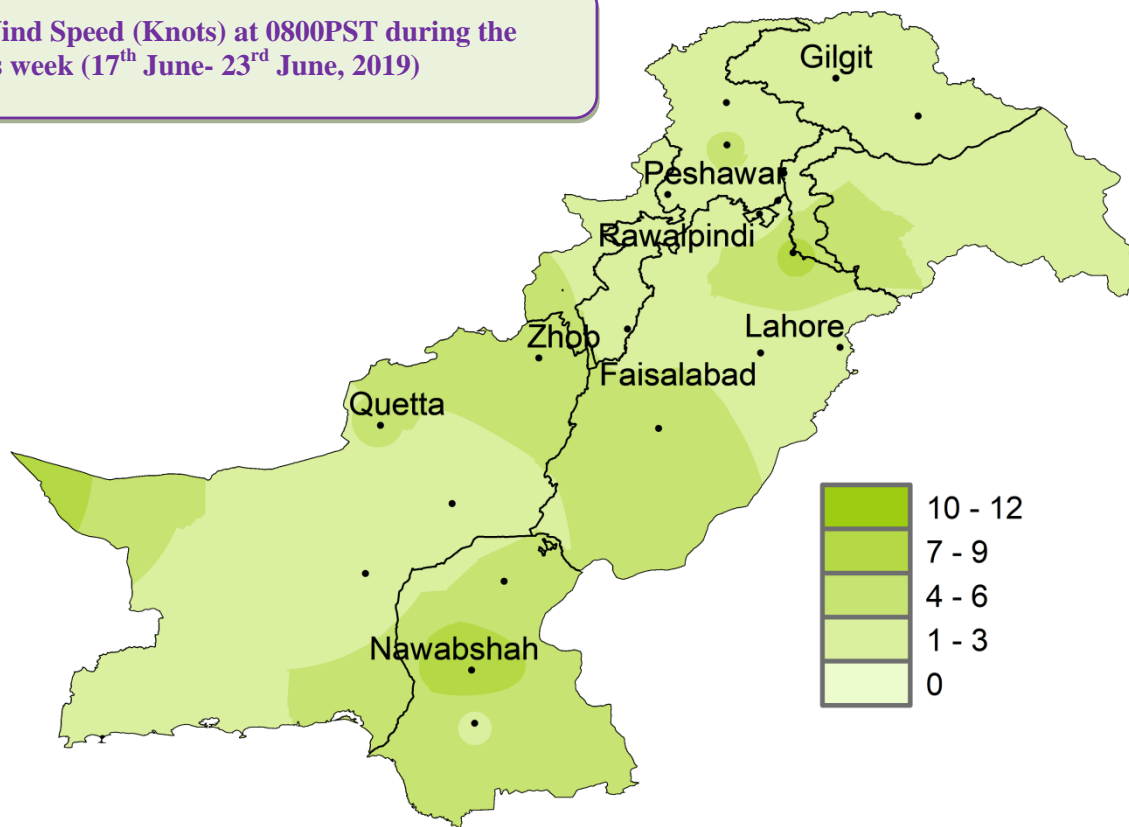 ind Speed (Knots) at 0800PST during the
s week (17th June- 23rd June, 2019)
Gilgit
Peshawar
Rawalpindi
Zhob
Lahore
Faisalabad
Quetta
Nawabshah
10 - 12
7 - 9
4 - 6
1 - 3
0